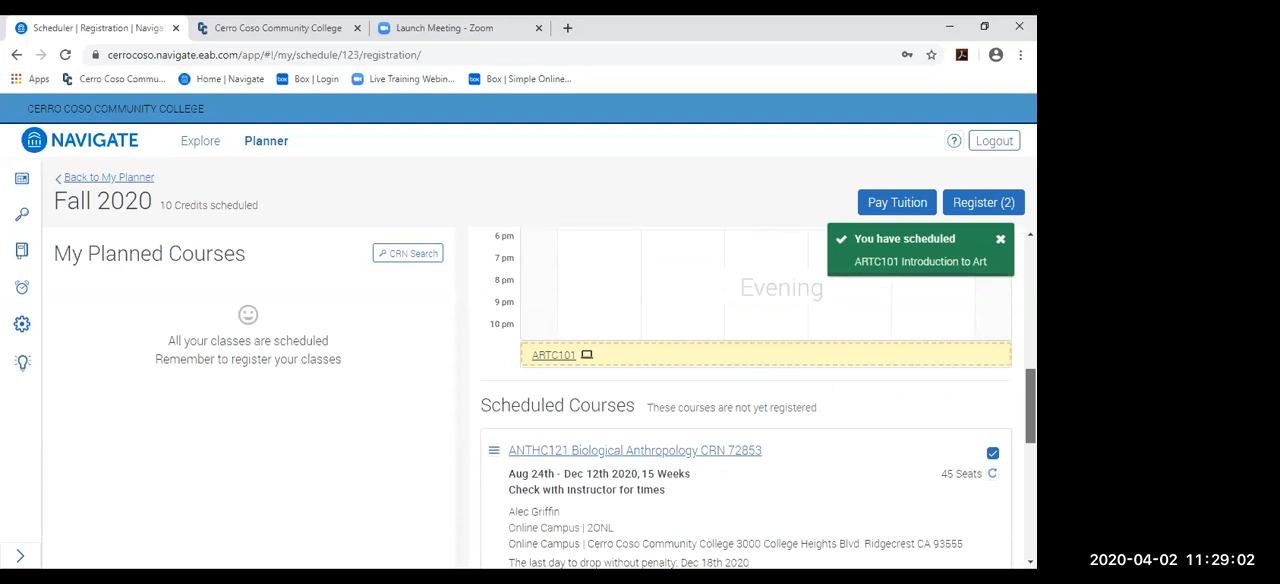 Scheduler | Registration | Naviga
Cerro Coso Community College
Launch Meeting - Zoom
cerrocoso.navigate.eab.com/app/#!/my/schedule/123/registration/
Apps
Cerro Coso Commu...
Home | Navigate
Box | Login
Live Training Webin...
Box | Simple Online...
CERRO COSO COMMUNITY COLLEGE
NAVIGATE
Explore
Planner
Logout
Back to My Planner
Fall 2020 10 Credits scheduled
Pay Tuition
Register (2)
You have scheduled
ARTC101 Introduction to Art
My Planned Courses
CRN Search
All your classes are scheduled
Remember to register your classes
6 pm
7 pm
8 pm
9 pm
10 pm
Evening
ARTC101
Scheduled Courses These courses are not yet registered
ANTHC121 Biological Anthropology CRN 72853
Aug 24th - Dec 12th 2020, 15 Weeks
45 Seats
Check with Instructor for times
Alec Griffin
Online Campus | 2ONL
Online Campus | Cerro Coso Community College 3000 College Heights Blvd. Ridgecrest CA 93555
The last day to drop without penalty: Dec 18th 2020
2020-04-02 11:29:02